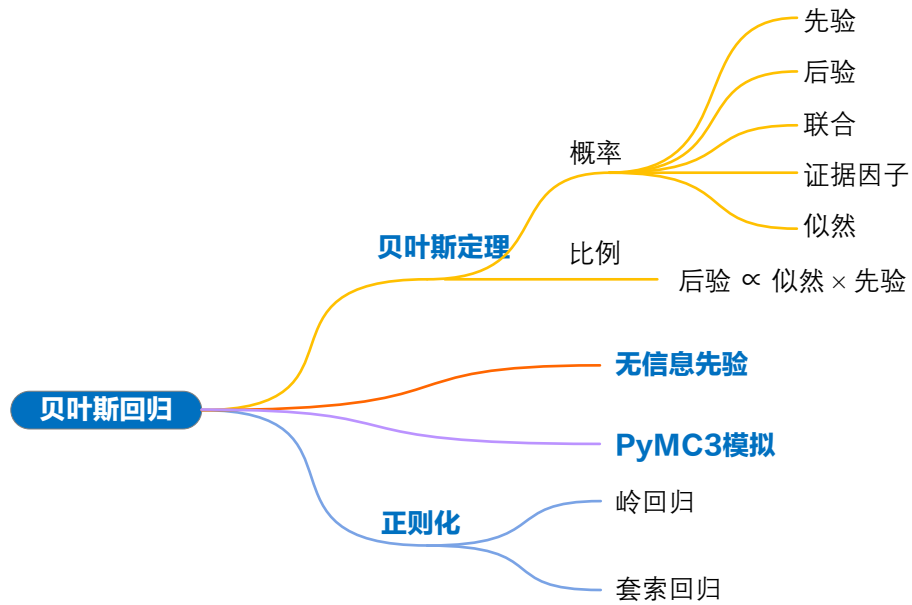 先验
后验
联合
概率
证据因子
似然
贝叶斯定理
比例
后验 ∝ 似然 × 先验
无信息先验
贝叶斯回归
PyMC3模拟
岭回归
正则化
套索回归